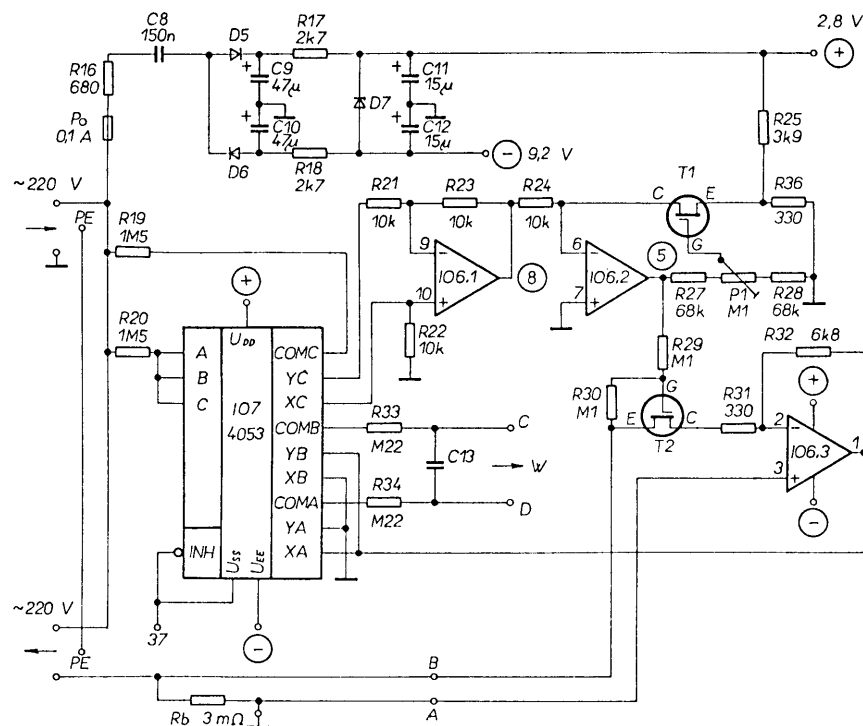 C8
150n
D5
R17
2k7
2,8 V
+
R16
680
+
C9
47µ
+
C11
15µ
Po
0,1 A
D7
R25
3k9
+
C10
47µ
+
C12
15µ
D6
R18
2k7
−
9,2 V
~220 V
PE
R19
1M5
R21
10k
R23
10k
R24
10k
T1
C
E
G
R36
330
9
−
10
+
IO6.1
8
6
−
7
+
IO6.2
5
R27
68k
P1
M1
R28
68k
R22
10k
R20
1M5
+
A
B
C
UDD
IO7
4053
COMC
YC
XC
COMB
YB
XB
COMA
YA
XA
INH
USS
UEE
R29
M1
R32
6k8
+
R30
M1
G
E
C
T2
R31
330
2
−
3
+
IO6.3
1
−
R33
M22
C
C13
W
R34
M22
D
~220 V
PE
37
−
B
A
Rb
3 mΩ